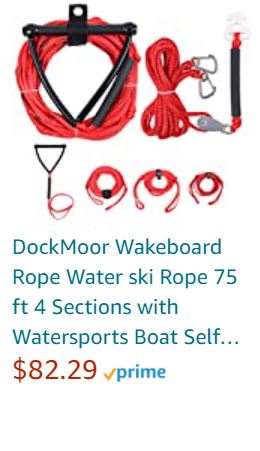 DockMoor Wakeboard
Rope Water ski Rope 75
ft 4 Sections with
Watersports Boat Self...
$82.29 prime